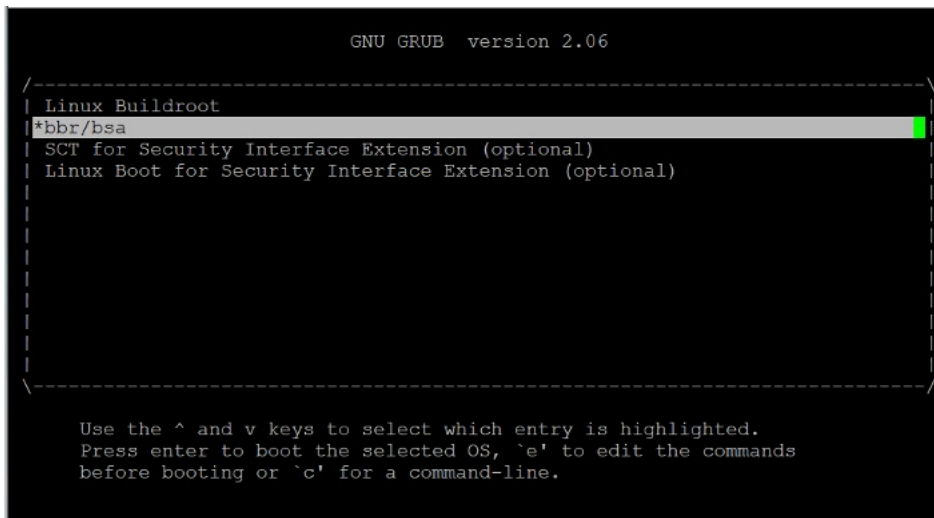 GNU GRUB version 2.06
Linux Buildroot
*bbr/bsa
SCT for Security Interface Extension (optional)
Linux Boot for Security Interface Extension (optional)
Use the ^ and v keys to select which entry is highlighted.
Press enter to boot the selected OS, `e' to edit the commands
before booting or `c' for a command-line.